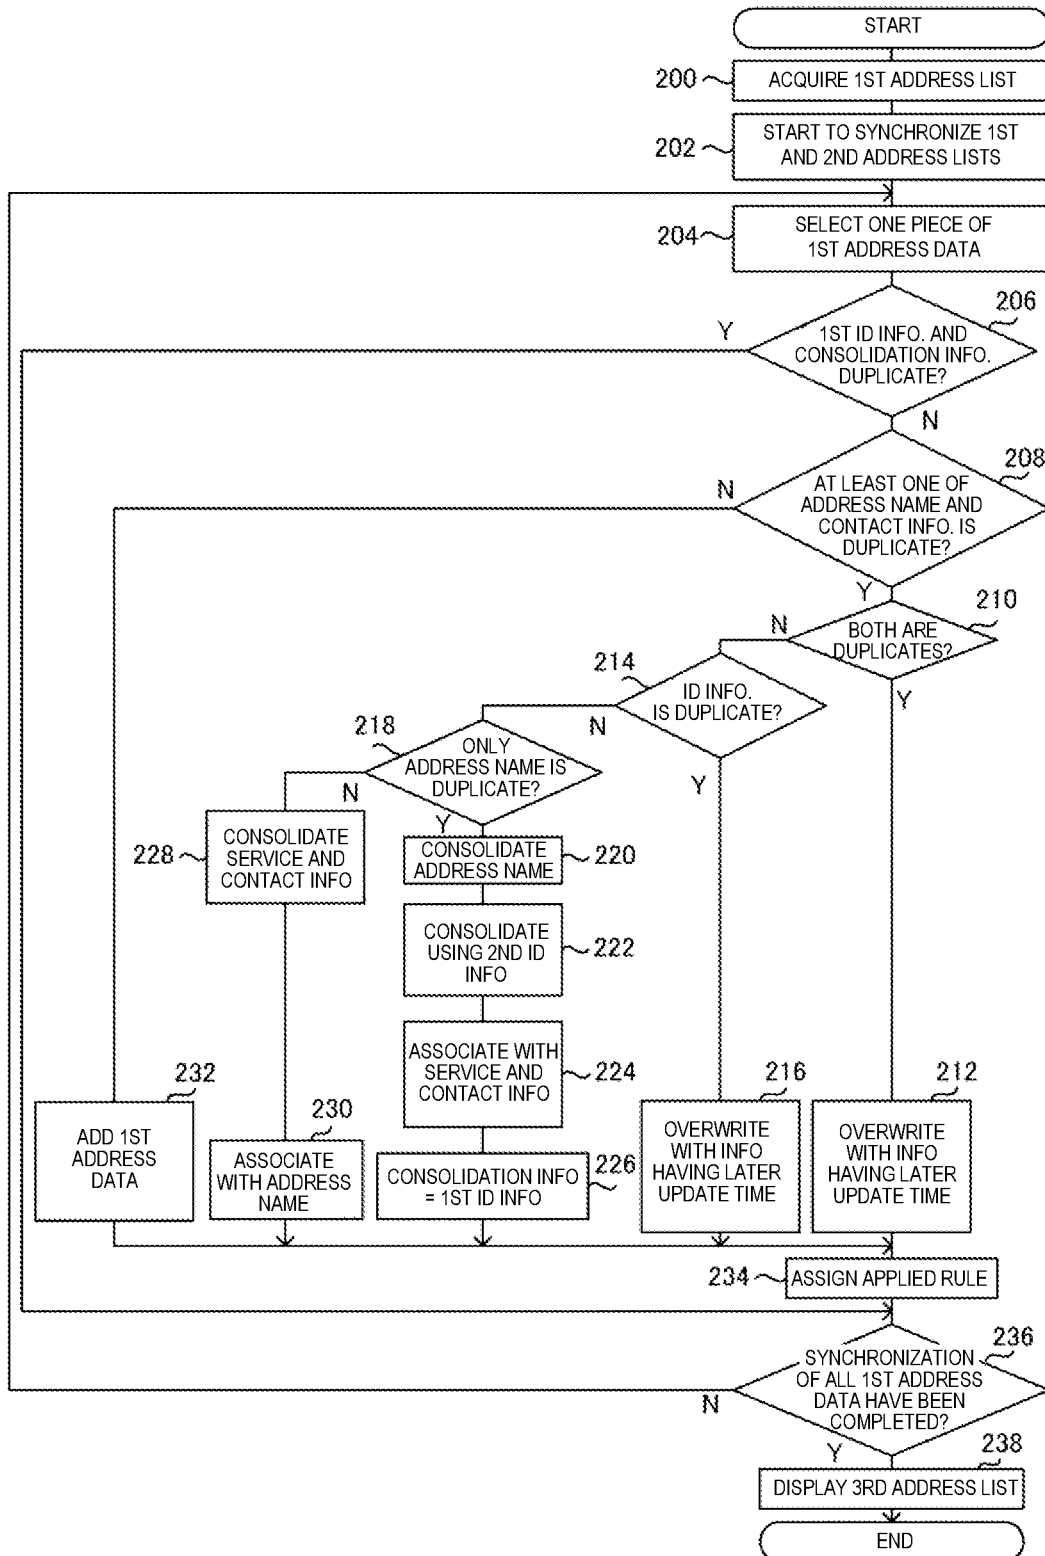 START
200
ACQUIRE 1ST ADDRESS LIST
202
START TO SYNCHRONIZE 1ST
AND 2ND ADDRESS LISTS
204
SELECT ONE PIECE OF
1ST ADDRESS DATA
206
Y
1ST ID INFO. AND
CONSOLIDATION INFO.
DUPLICATE?
N
208
N
AT LEAST ONE OF
ADDRESS NAME AND
CONTACT INFO. IS
DUPLICATE?
Y
210
N
BOTH ARE
DUPLICATES?
Y
214
ID INFO.
IS DUPLICATE?
N
Y
218
ONLY
ADDRESS NAME IS
DUPLICATE?
N
Y
228
CONSOLIDATE
SERVICE AND
CONTACT INFO
CONSOLIDATE
ADDRESS NAME
220
CONSOLIDATE
USING 2ND ID
INFO
222
ASSOCIATE WITH
SERVICE AND
CONTACT INFO
224
232
ADD 1ST
ADDRESS
DATA
230
ASSOCIATE
WITH ADDRESS
NAME
CONSOLIDATION INFO
= 1ST ID INFO
226
216
OVERWRITE
WITH INFO
HAVING LATER
UPDATE TIME
212
OVERWRITE
WITH INFO
HAVING LATER
UPDATE TIME
234
ASSIGN APPLIED RULE
236
SYNCHRONIZATION
OF ALL 1ST ADDRESS
DATA HAVE BEEN
COMPLETED?
N
Y
238
DISPLAY 3RD ADDRESS LIST
END